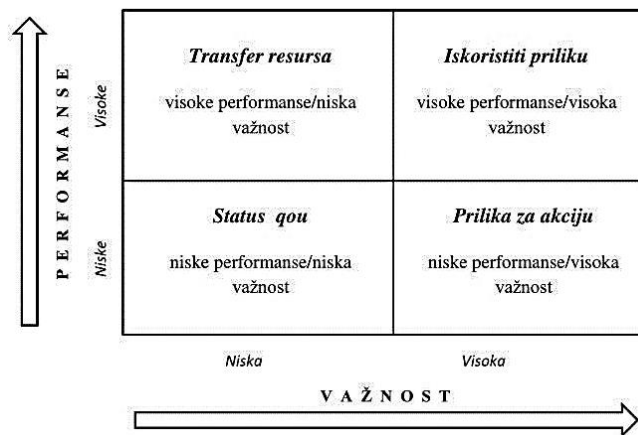 PERFORMANSE
Visoke
Niske
Transfer resursa
visoke performanse/niska
važnost
Iskoristiti priliku
visoke performanse/visoka
važnost
Status qou
niske performanse/niska
važnost
Prilika za akciju
niske performanse/visoka
važnost
Niska
Visoka
VAŽNOST